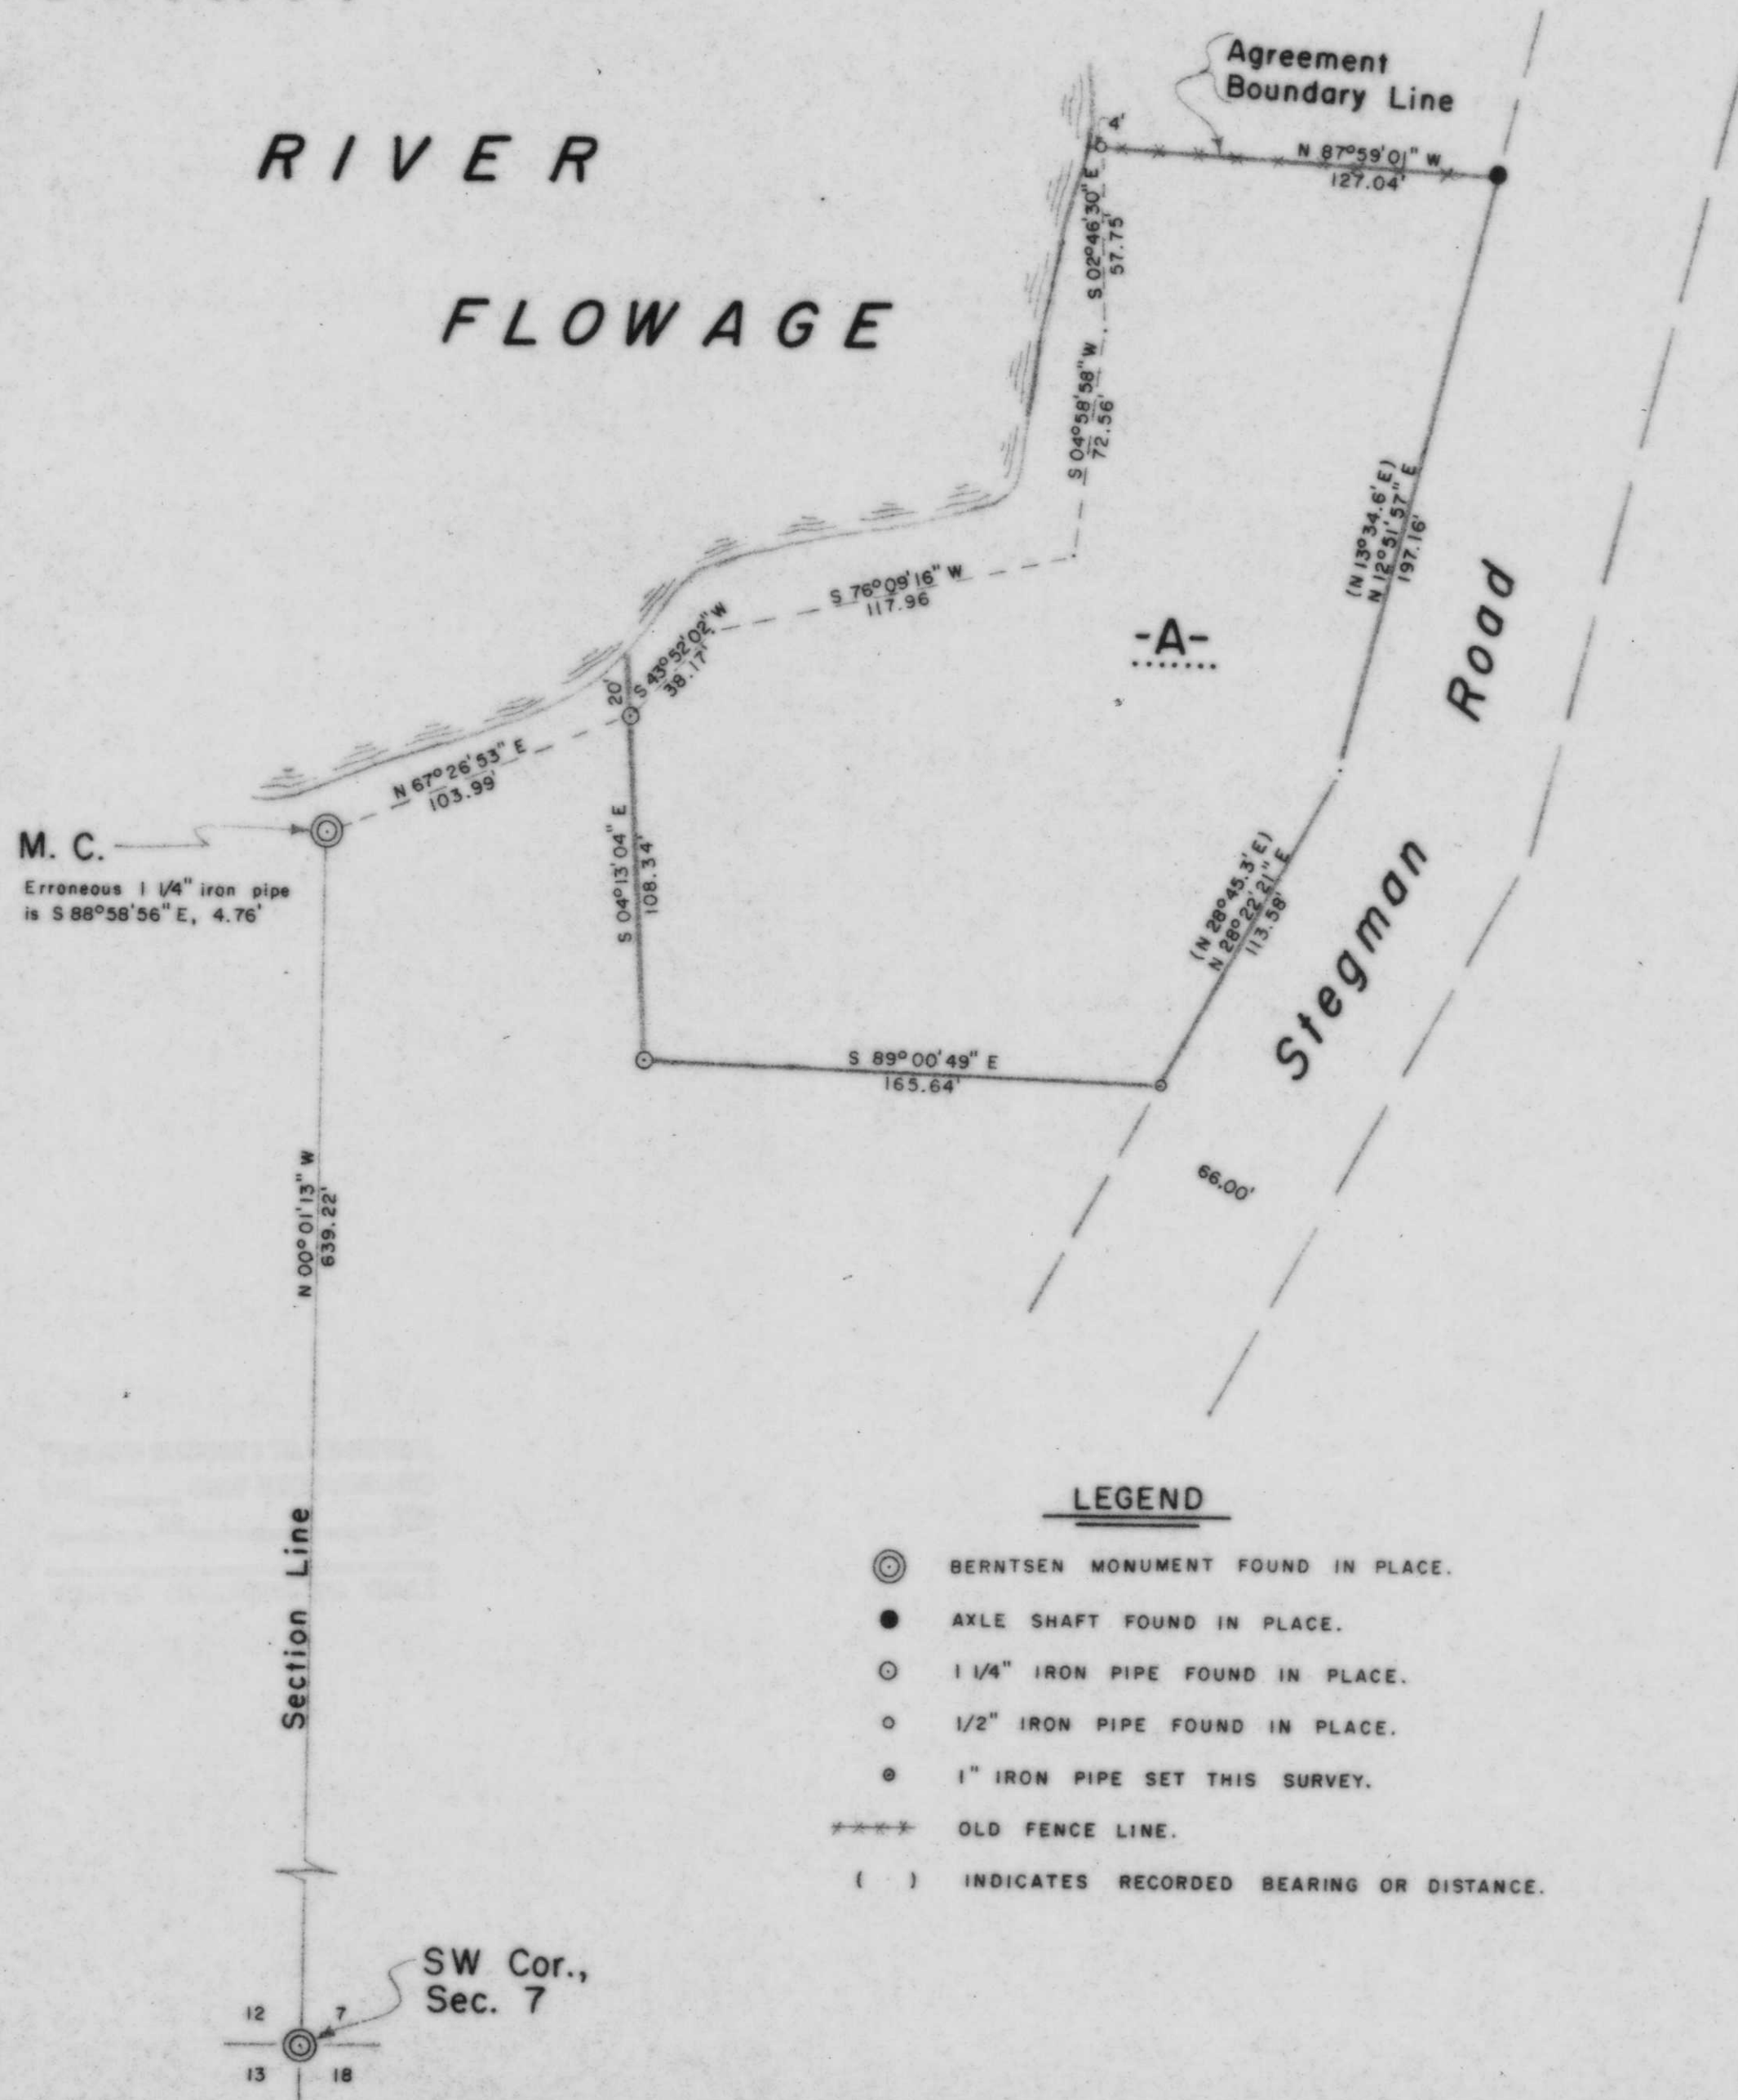 Agreement
Boundary Line
RIVER
4'
N 87°59'01" W
127.04'
S 02°46'30" E
57.75'
FLOWAGE
S 04°58'58" W
72.56'
(N 13°34.6' E)
N 12°51'57" E
197.16'
S 76°09'16" W
117.96
-A-
Stegman Road
S 43°52'02" W
38.17'
20'
N 67°26'53" E
103.99'
M. C.
Erroneous 1 1/4" iron pipe
is S 88°58'56" E, 4.76'
S 04°13'04" E
108.34'
(N 28°45.3' E)
N 28°22'21" E
113.58'
S 89°00'49" E
165.64'
66.00'
N 00°01'13" W
639.22'
Section Line
LEGEND
BERNTSEN MONUMENT FOUND IN PLACE.
AXLE SHAFT FOUND IN PLACE.
1 1/4" IRON PIPE FOUND IN PLACE.
1/2" IRON PIPE FOUND IN PLACE.
1" IRON PIPE SET THIS SURVEY.
OLD FENCE LINE.
( ) INDICATES RECORDED BEARING OR DISTANCE.
SW Cor.,
Sec. 7
12 7
13 18